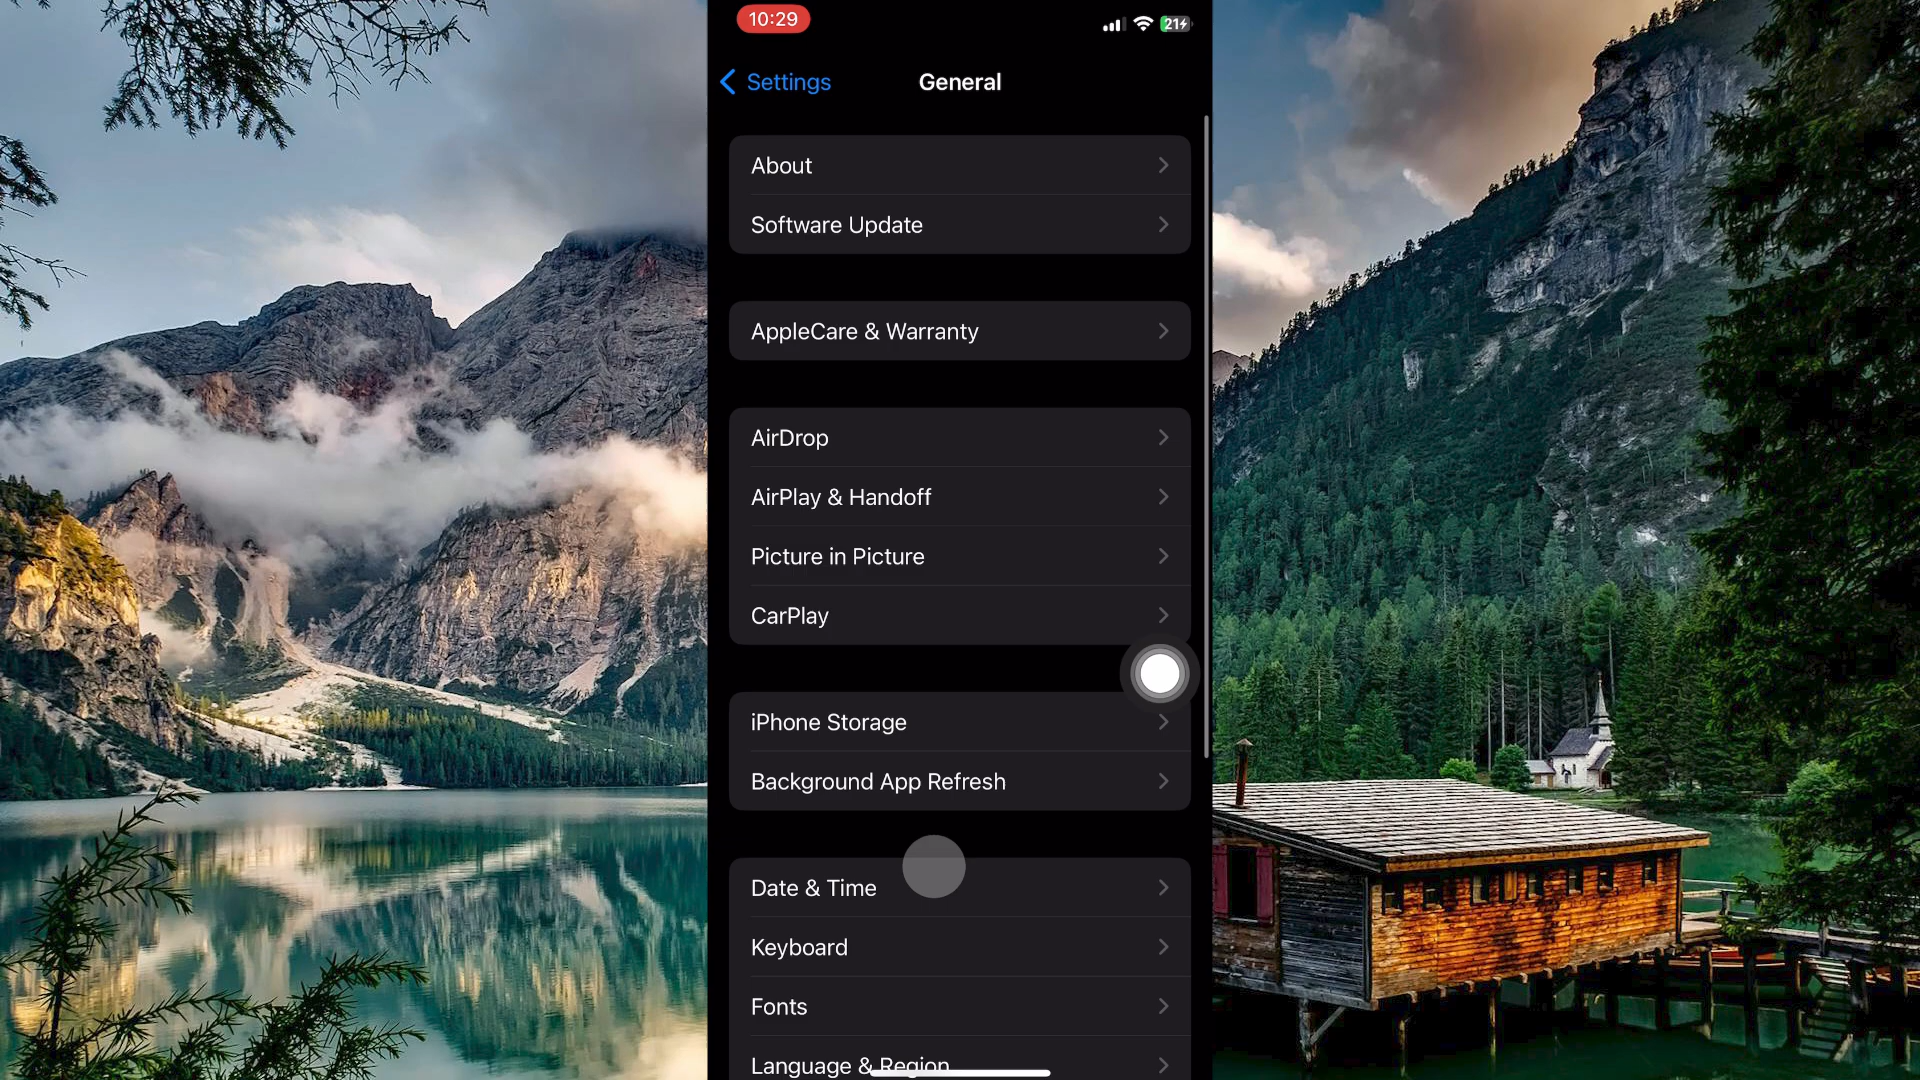 10:29
21
Settings
General
About
Software Update
AppleCare & Warranty
AirDrop
AirPlay & Handoff
Picture in Picture
CarPlay
iPhone Storage
Background App Refresh
Date & Time
Keyboard
Fonts
Language & Region